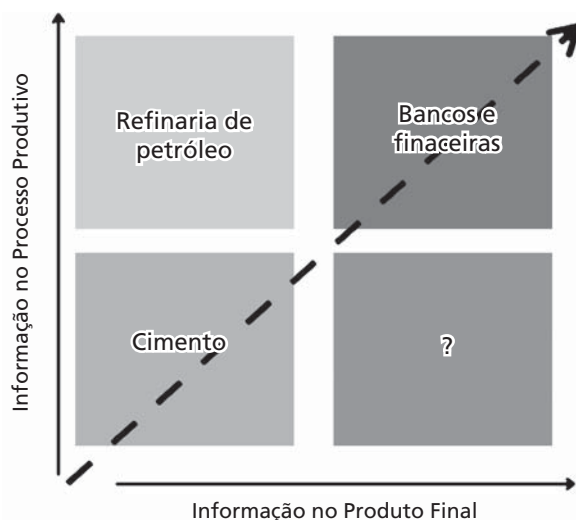 Informação no Processo Produtivo
Refinaria de
petróleo
Bancos e
finaceiras
Cimento
?
Informação no Produto Final